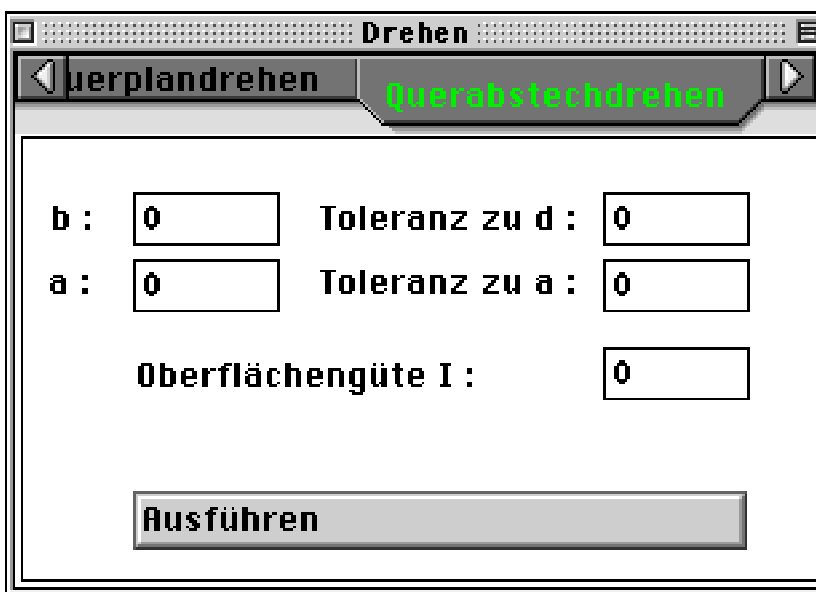 Drehen
uerplandrehen Querabstechdrehen
b : 0 Toleranz zu d : 0
a : 0 Toleranz zu a : 0
Oberflächengüte I : 0
Ausführen